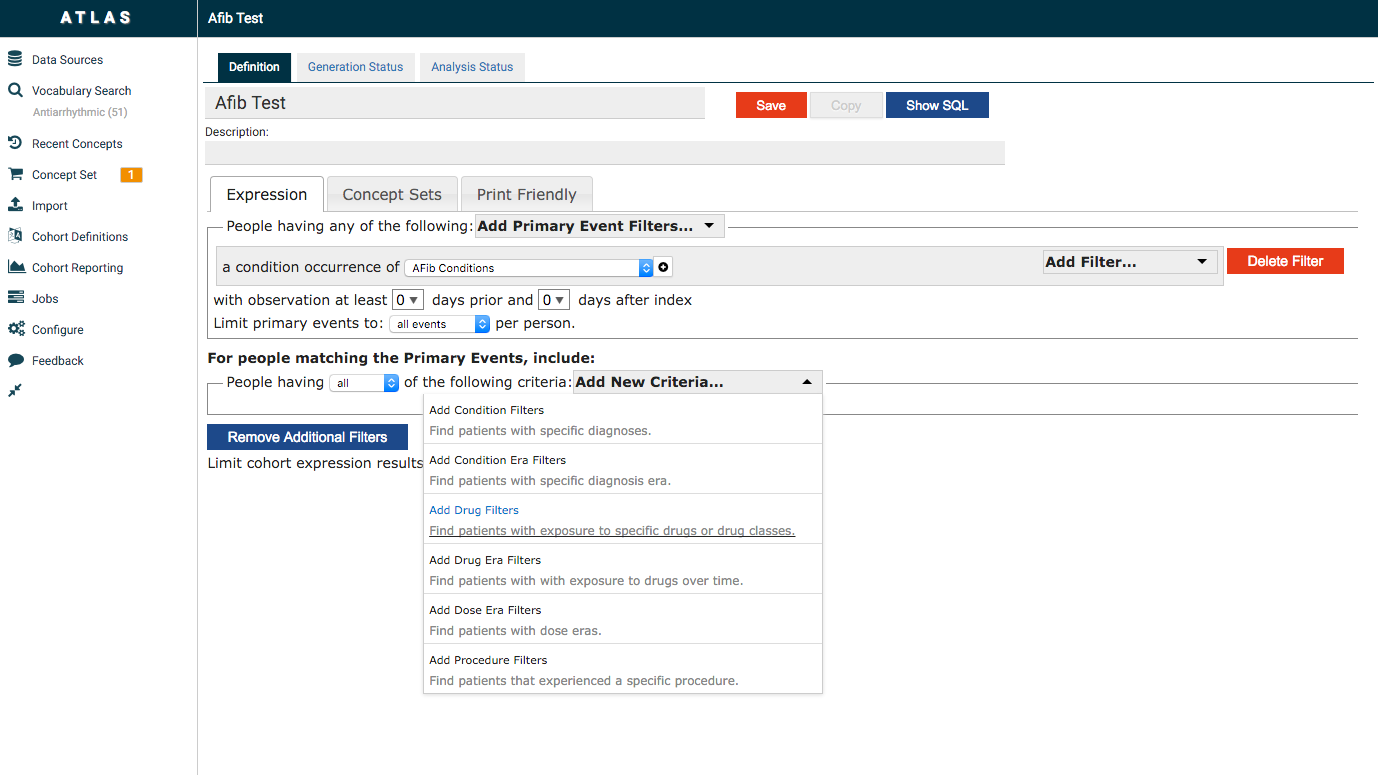 ATLAS
Afib Test
Data Sources
Vocabulary Search
Antiarrhythmic (51)
Recent Concepts
Concept Set 1
Import
Cohort Definitions
Cohort Reporting
Jobs
Configure
Feedback
Definition Generation Status Analysis Status
Afib Test Save Copy Show SQL
Description:
Expression Concept Sets Print Friendly
People having any of the following: Add Primary Event Filters...
a condition occurrence of AFib Conditions Add Filter... Delete Filter
with observation at least 0 days prior and 0 days after index
Limit primary events to: all events per person.
For people matching the Primary Events, include:
People having all of the following criteria: Add New Criteria...
Remove Additional Filters
Limit cohort expression results
Add Condition Filters
Find patients with specific diagnoses.
Add Condition Era Filters
Find patients with specific diagnosis era.
Add Drug Filters
Find patients with exposure to specific drugs or drug classes.
Add Drug Era Filters
Find patients with with exposure to drugs over time.
Add Dose Era Filters
Find patients with dose eras.
Add Procedure Filters
Find patients that experienced a specific procedure.